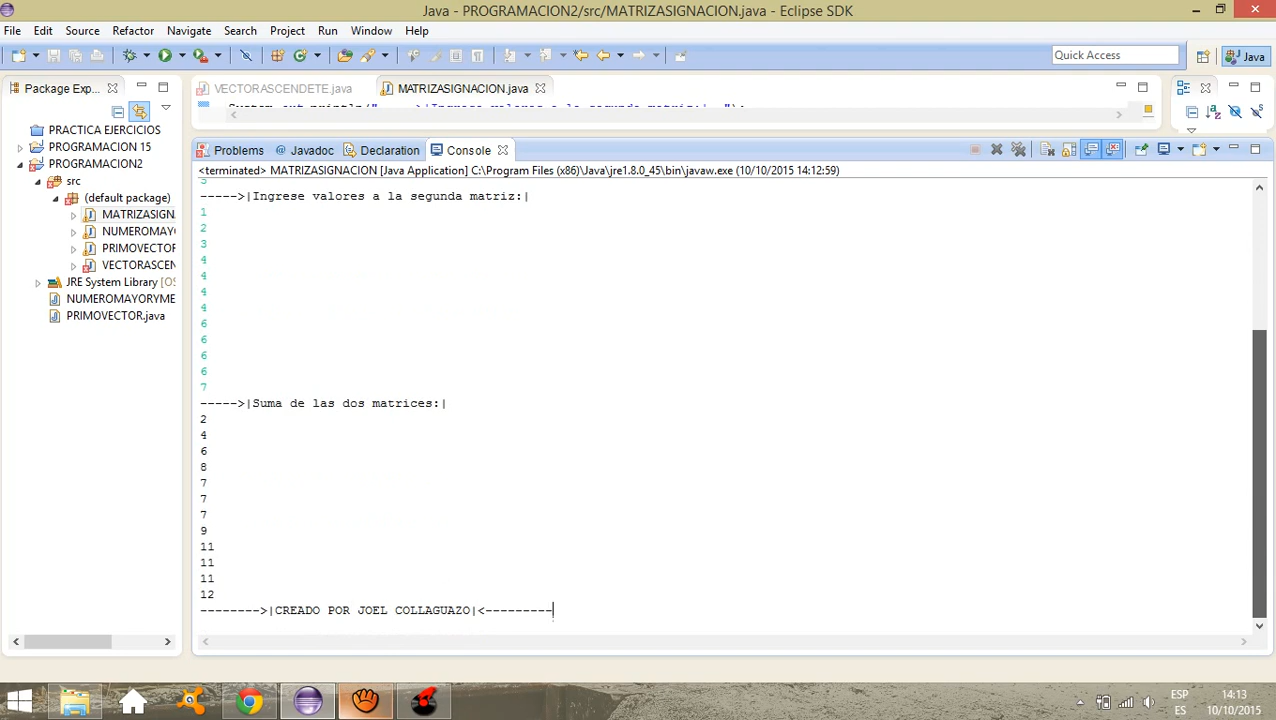 Java - PROGRAMACION2/src/MATRIZASIGNACION.java - Eclipse SDK
File Edit Source Refactor Navigate Search Project Run Window Help
Quick Access
Java
Package Exp...
VECTORASCENDETE.java
MATRIZASIGNACION.java
PRACTICA EJERCICIOS
PROGRAMACION 15
PROGRAMACION2
src
(default package)
MATRIZASIGN
NUMEROMAY
PRIMOVECTOR
VECTORASCEN
JRE System Library [OS
NUMEROMAYORYME
PRIMOVECTOR.java
Problems Javadoc Declaration Console
<terminated> MATRIZASIGNACION [Java Application] C:\Program Files (x86)\Java\jre1.8.0_45\bin\javaw.exe (10/10/2015 14:12:59)
----->|Ingrese valores a la segunda matriz:|
1
2
3
4
4
4
4
6
6
6
6
7
----->|Suma de las dos matrices:|
2
4
6
8
7
7
7
9
11
11
11
12
-------->|CREADO POR JOEL COLLAGUAZO|<---------
ESP
ES
14:13
10/10/2015